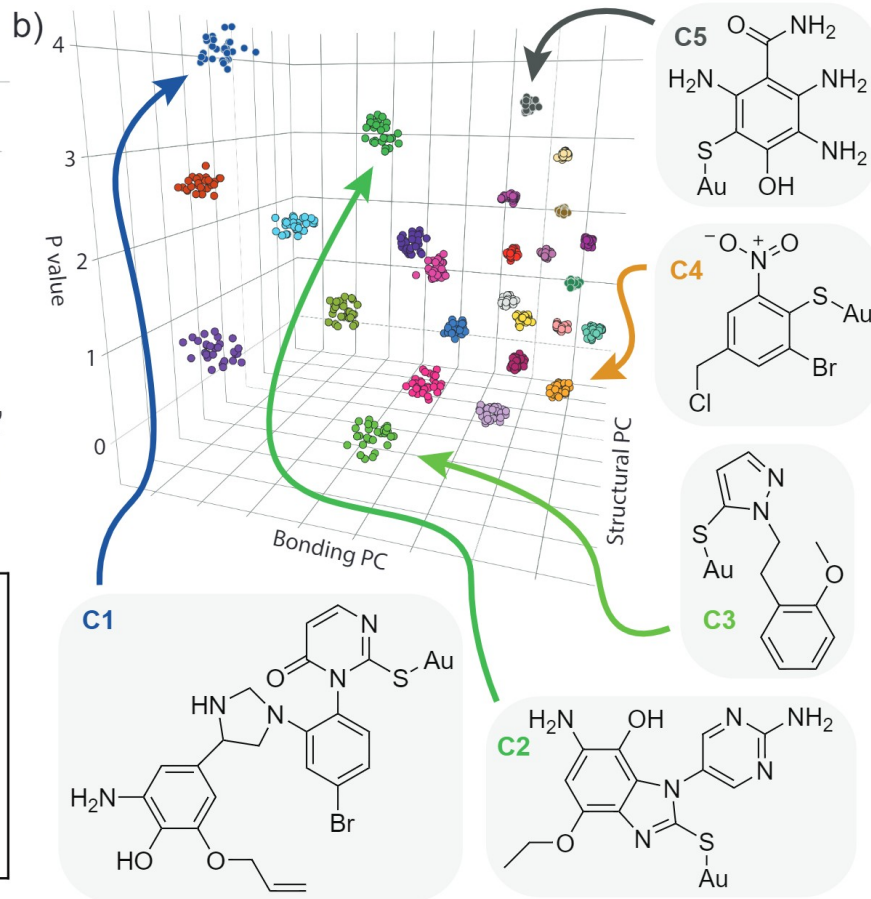 b)
4
3
2
1
0
P value
Bonding PC
Structural PC
C5
O
NH₂
H₂N
NH₂
S
NH₂
Au
OH
C4
⁻O
N⁺
O
S
Au
Br
Cl
N
N
S
Au
O
C3
C1
N
O
N
S
Au
HN
N
H₂N
Br
HO
O
C2
H₂N
OH
N
NH₂
N
N
O
N
S
Au